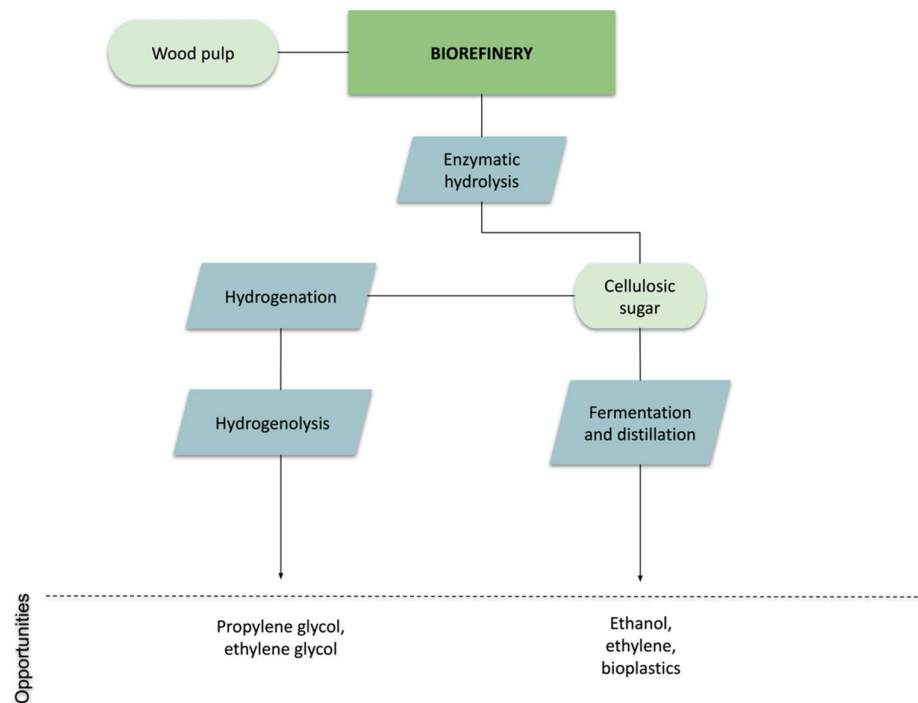 Wood pulp
BIOREFINERY
Enzymatic
hydrolysis
Hydrogenation
Cellulosic
sugar
Hydrogenolysis
Fermentation
and distillation
Opportunities
Propylene glycol,
ethylene glycol
Ethanol,
ethylene,
bioplastics